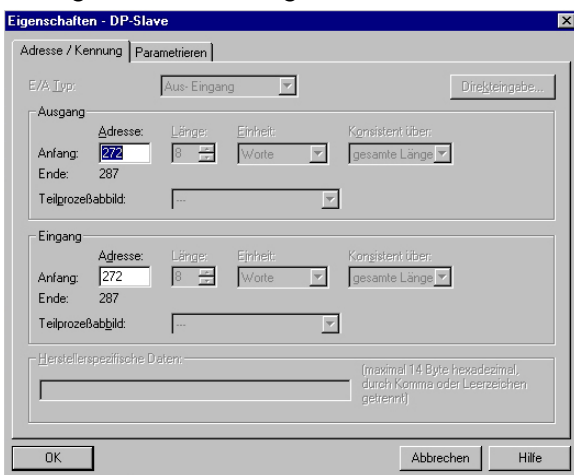 Eigenschaften - DP-Slave
Adresse / Kennung Parametrieren
E/A Typ: Aus- Eingang Direkteingabe...
Ausgang
Adresse: Länge: Einheit: Konsistent über:
Anfang: 272 8 Worte gesamte Länge
Ende: 287
Teilprozeßabbild: ---
Eingang
Adresse: Länge: Einheit: Konsistent über:
Anfang: 272 8 Worte gesamte Länge
Ende: 287
Teilprozeßabbild: ---
Herstellerspezifische Daten:
(maximal 14 Byte hexadezimal,
durch Komma oder Leerzeichen
getrennt)
OK Abbrechen Hilfe